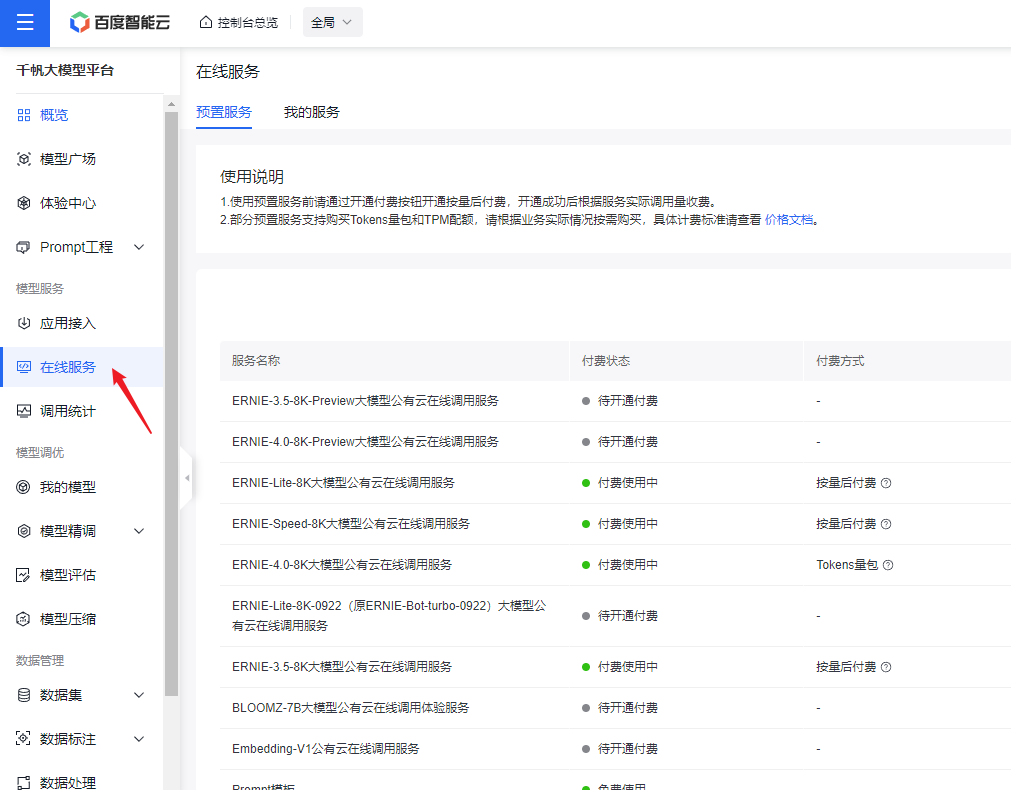 百度智能云
控制台总览
全局
千帆大模型平台
概览
模型广场
体验中心
Prompt工程
模型服务
应用接入
在线服务
调用统计
模型调优
我的模型
模型精调
模型评估
模型压缩
数据管理
数据集
数据标注
数据处理
在线服务
预置服务 我的服务
使用说明
1.使用预置服务前请通过开通付费按钮开通按量后付费，开通成功后根据服务实际调用量收费。
2.部分预置服务支持购买Tokens量包和TPM配额，请根据业务实际情况按需购买，具体计费标准请查看 价格文档。
服务名称 付费状态 付费方式
ERNIE-3.5-8K-Preview大模型公有云在线调用服务 待开通付费 -
ERNIE-4.0-8K-Preview大模型公有云在线调用服务 待开通付费 -
ERNIE-Lite-8K大模型公有云在线调用服务 付费使用中 按量后付费
ERNIE-Speed-8K大模型公有云在线调用服务 付费使用中 按量后付费
ERNIE-4.0-8K大模型公有云在线调用服务 付费使用中 Tokens量包
ERNIE-Lite-8K-0922（原ERNIE-Bot-turbo-0922）大模型公
有云在线调用服务 待开通付费 -
ERNIE-3.5-8K大模型公有云在线调用服务 付费使用中 按量后付费
BLOOMZ-7B大模型公有云在线调用体验服务 待开通付费 -
Embedding-V1公有云在线调用服务 待开通付费 -
Prompt模板 免费使用